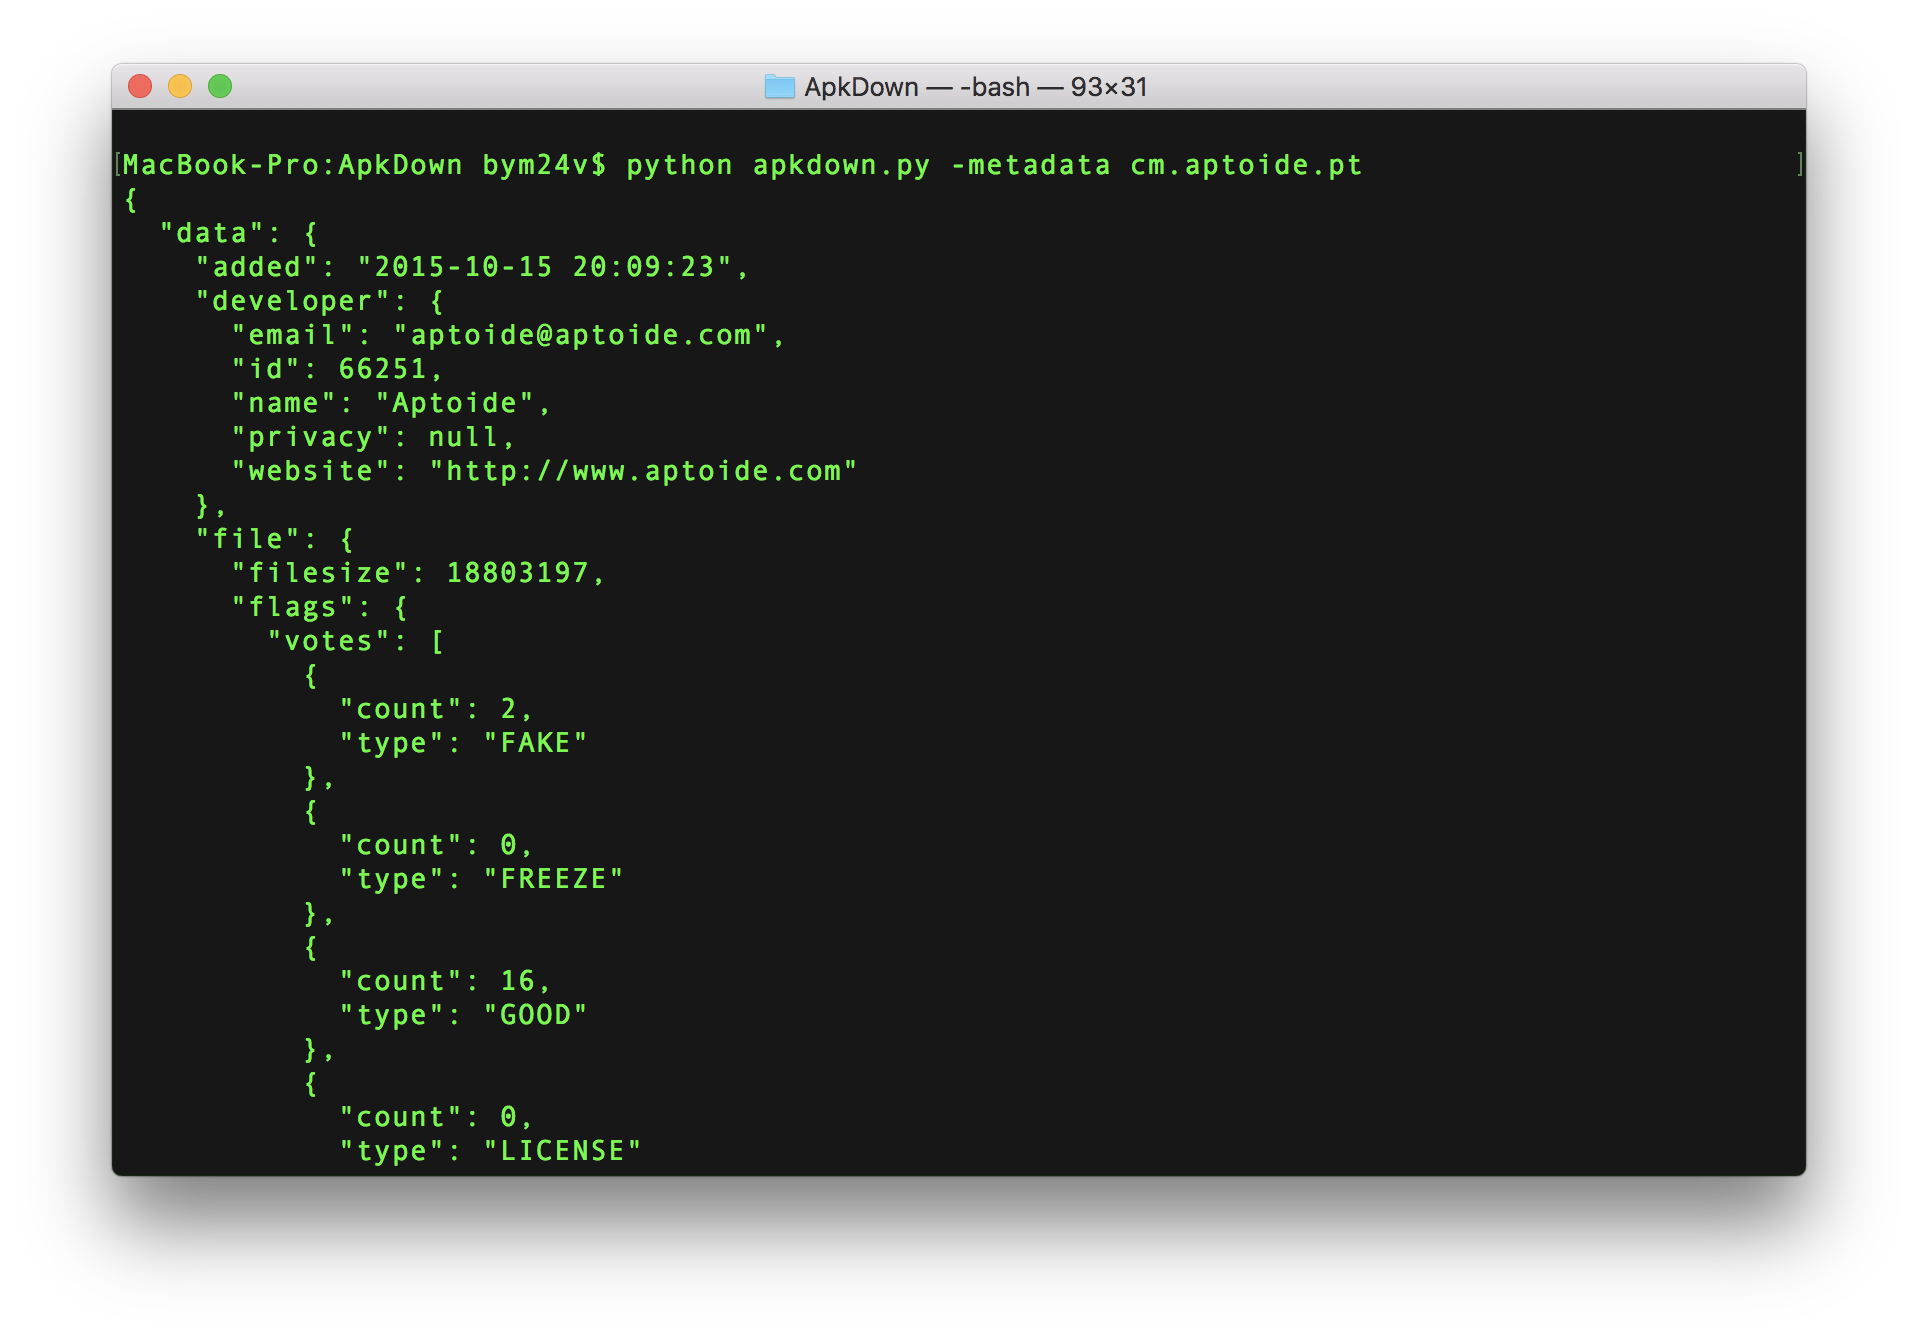 ApkDown — -bash — 93×31
[MacBook-Pro:ApkDown bym24v$ python apkdown.py -metadata cm.aptoide.pt ]
{
  "data": {
    "added": "2015-10-15 20:09:23",
    "developer": {
      "email": "aptoide@aptoide.com",
      "id": 66251,
      "name": "Aptoide",
      "privacy": null,
      "website": "http://www.aptoide.com"
    },
    "file": {
      "filesize": 18803197,
      "flags": {
        "votes": [
          {
            "count": 2,
            "type": "FAKE"
          },
          {
            "count": 0,
            "type": "FREEZE"
          },
          {
            "count": 16,
            "type": "GOOD"
          },
          {
            "count": 0,
            "type": "LICENSE"